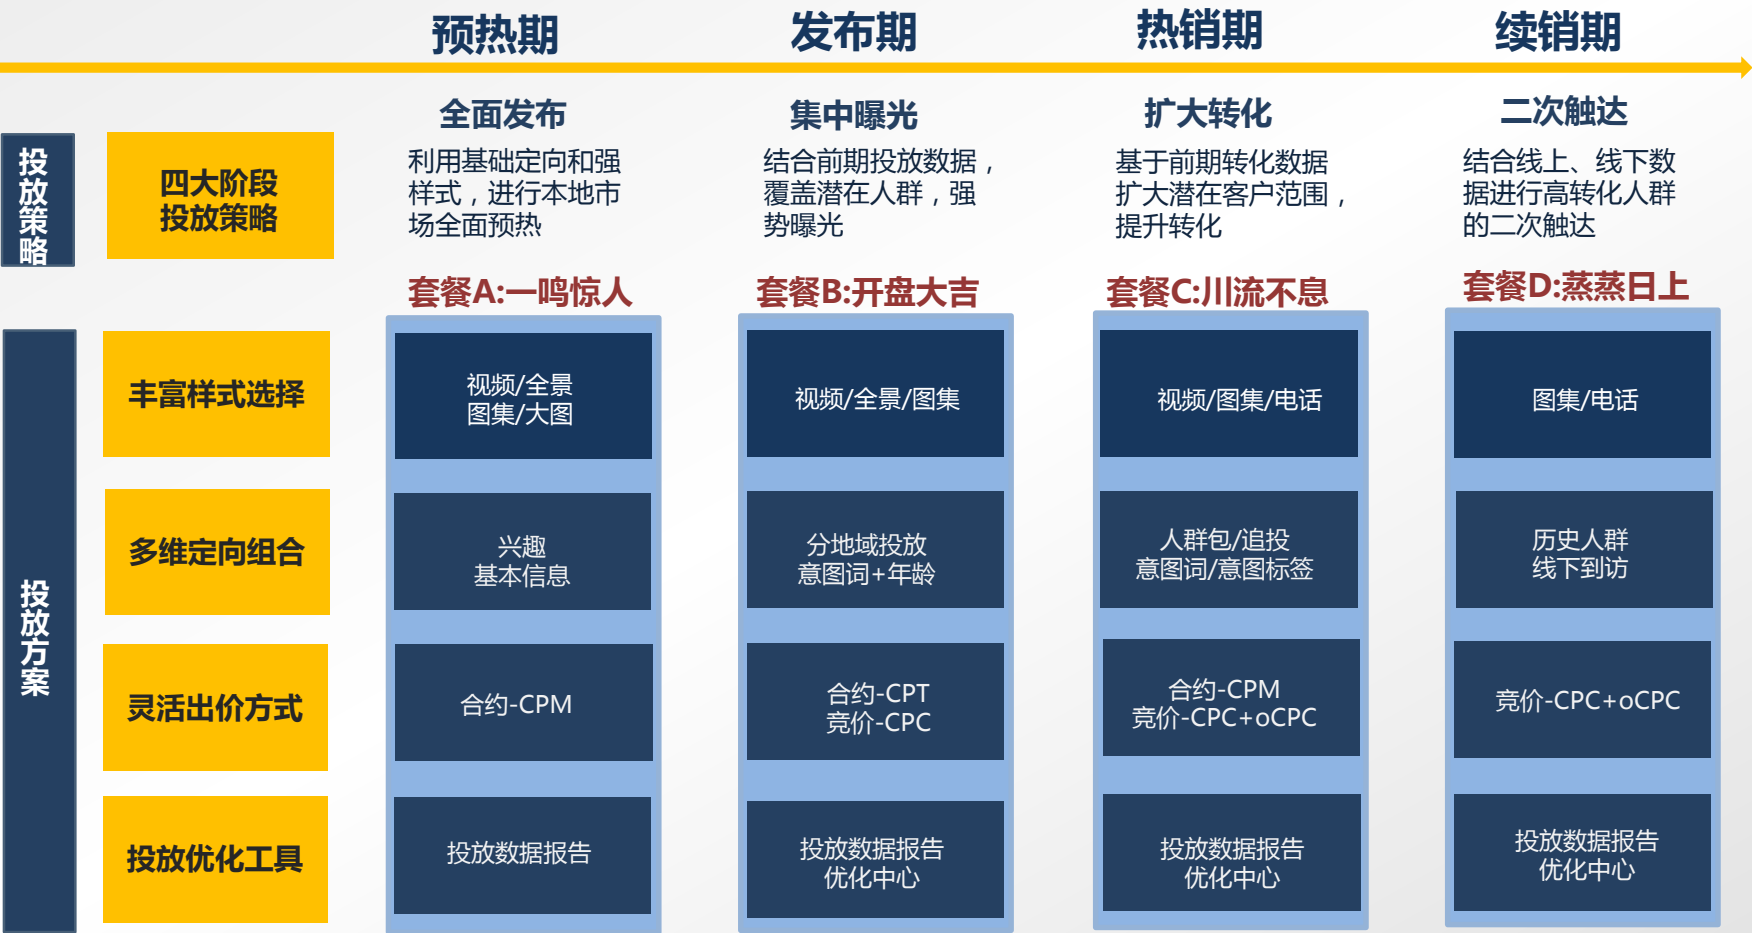 预热期
发布期
热销期
续销期
全面发布
集中曝光
扩大转化
二次触达
投放策略
四大阶段
投放策略
利用基础定向和强
样式，进行本地市
场全面预热
结合前期投放数据，
覆盖潜在人群，强
势曝光
基于前期转化数据
扩大潜在客户范围，
提升转化
结合线上、线下数
据进行高转化人群
的二次触达
套餐A:一鸣惊人
套餐B:开盘大吉
套餐C:川流不息
套餐D:蒸蒸日上
投放方案
丰富样式选择
视频/全景
图集/大图
视频/全景/图集
视频/图集/电话
图集/电话
多维定向组合
兴趣
基本信息
分地域投放
意图词+年龄
人群包/追投
意图词/意图标签
历史人群
线下到访
灵活出价方式
合约-CPM
合约-CPT
竞价-CPC
合约-CPM
竞价-CPC+oCPC
竞价-CPC+oCPC
投放优化工具
投放数据报告
投放数据报告
优化中心
投放数据报告
优化中心
投放数据报告
优化中心